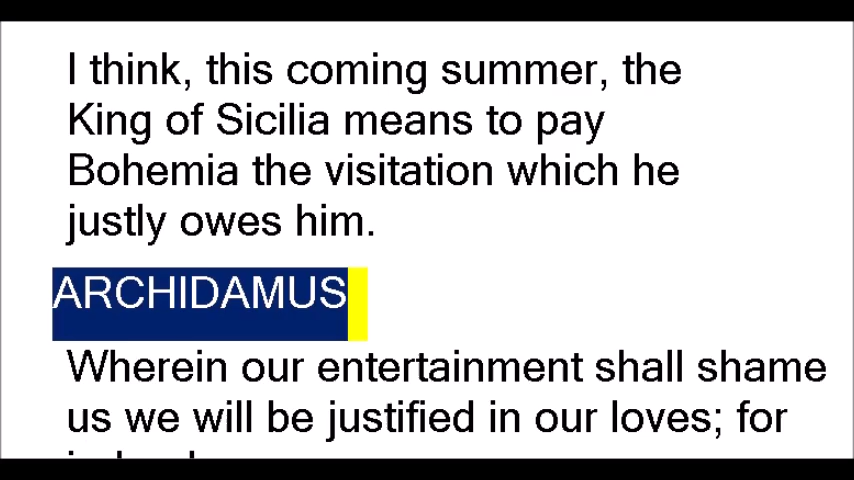 I think, this coming summer, the
King of Sicilia means to pay
Bohemia the visitation which he
justly owes him.
ARCHIDAMUS
Wherein our entertainment shall shame
us we will be justified in our loves; for